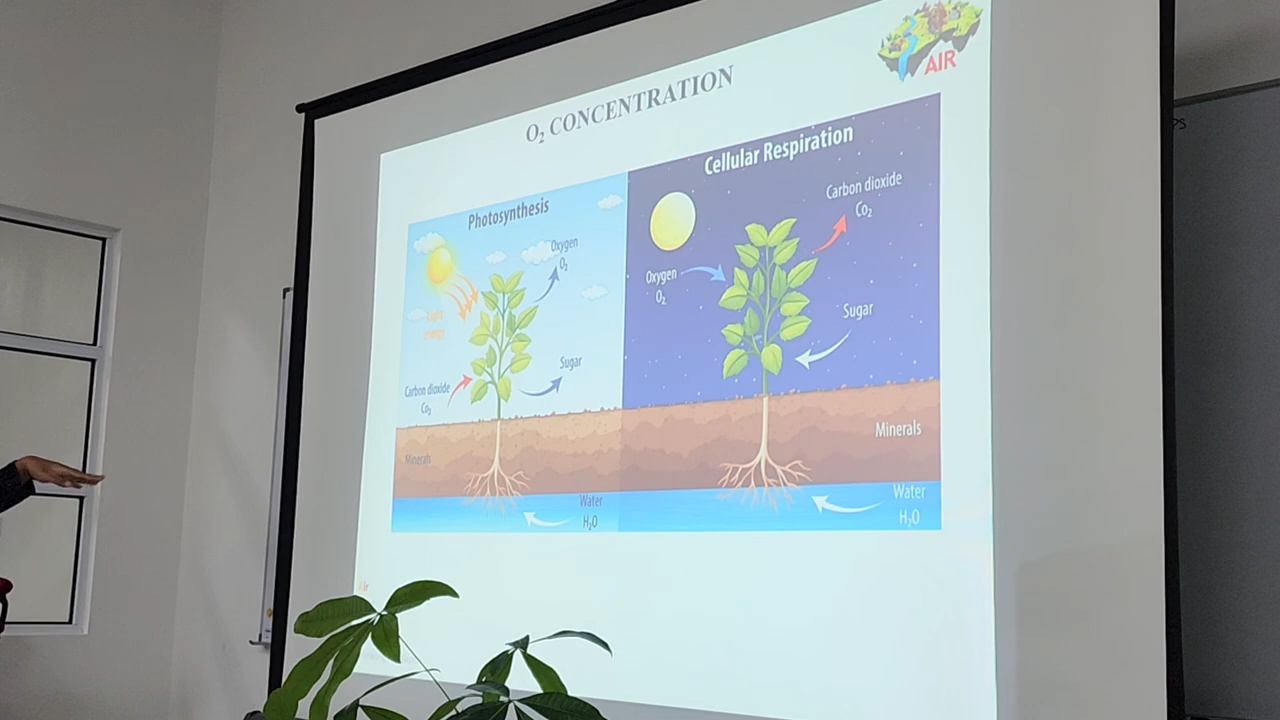 AIR
O₂ CONCENTRATION
Photosynthesis
Oxygen
O₂
Light
energy
Sugar
Carbon dioxide
Co₂
Minerals
Water
H₂O
Cellular Respiration
Carbon dioxide
Co₂
Oxygen
O₂
Sugar
Minerals
Water
H₂O